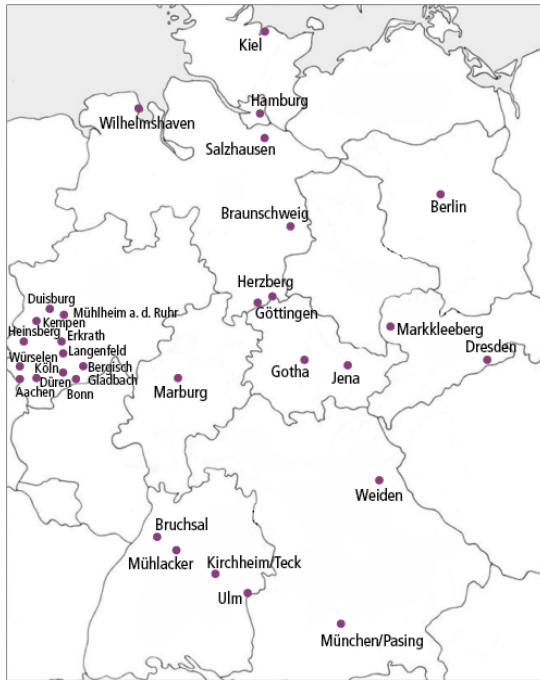 Kiel
Hamburg
Wilhelmshaven
Salzhausen
Berlin
Braunschweig
Herzberg
Göttingen
Duisburg
Mühlheim a. d. Ruhr
Kempen
Heinsberg
Erkrath
Markkleeberg
Langenfeld
Dresden
Würselen
Köln
Bergisch
Gladbach
Düren
Aachen
Bonn
Marburg
Gotha
Jena
Weiden
Bruchsal
Mühlacker
Kirchheim/Teck
Ulm
München/Pasing